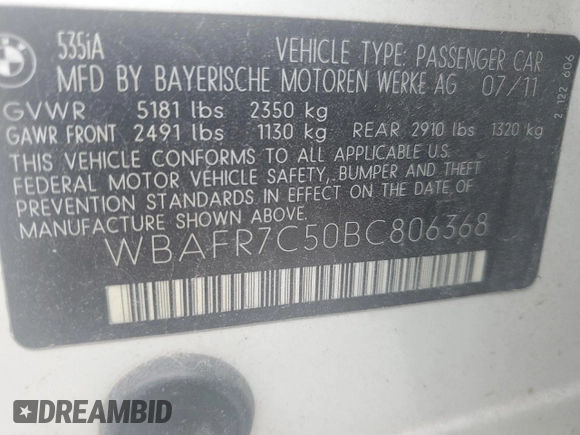 BMW
535iA
VEHICLE TYPE: PASSENGER CAR
MFD BY BAYERISCHE MOTOREN WERKE AG 07/11
GVWR 5181 lbs 2350 kg
GAWR FRONT 2491 lbs 1130 kg REAR 2910 lbs 1320 kg
THIS VEHICLE CONFORMS TO ALL APPLICABLE U.S.
FEDERAL MOTOR VEHICLE SAFETY, BUMPER AND THEFT
PREVENTION STANDARDS IN EFFECT ON THE DATE OF
MANUFACTURE SHOWN ABOVE.
WBAFR7C50BC806368
2 122 606
DREAMBID